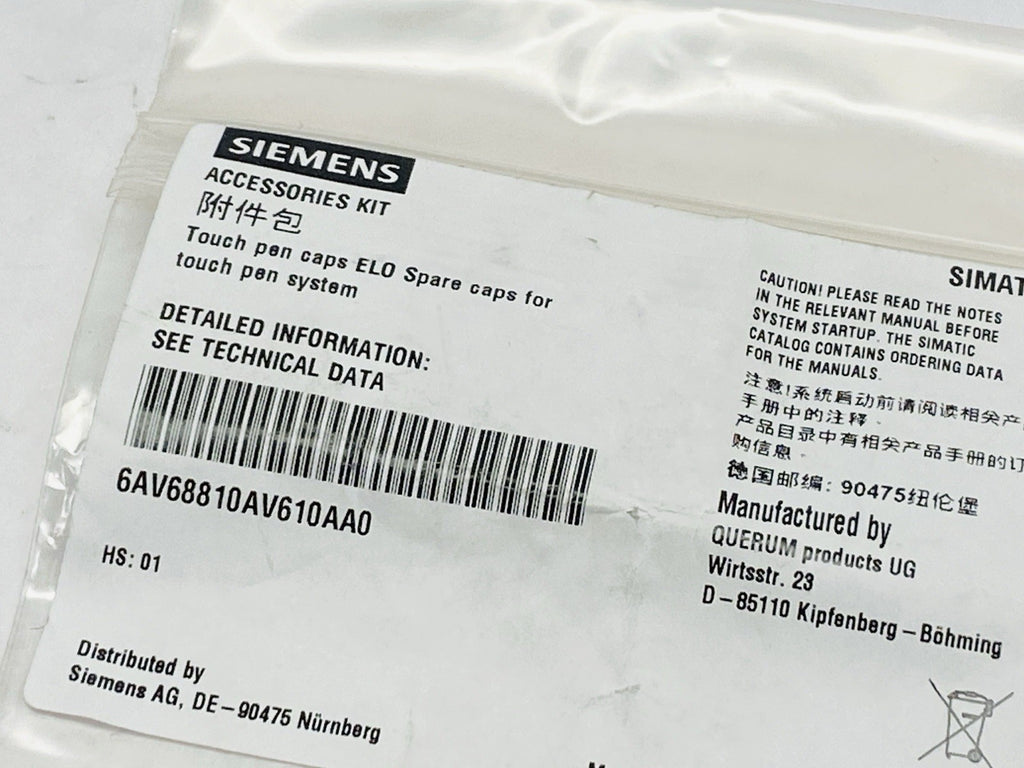 SIEMENS
ACCESSORIES KIT
附件包
Touch pen caps ELO Spare caps for
touch pen system
DETAILED INFORMATION:
SEE TECHNICAL DATA
6AV68810AV610AA0
HS: 01
Distributed by
Siemens AG, DE-90475 Nürnberg
SIMAT
CAUTION! PLEASE READ THE NOTES
IN THE RELEVANT MANUAL BEFORE
SYSTEM STARTUP. THE SIMATIC
CATALOG CONTAINS ORDERING DATA
FOR THE MANUALS.
注意!系统启动前请阅读相关产
手册中的注释。
产品目录中有相关产品手册的订
购信息。
德国邮编: 90475纽伦堡
Manufactured by
QUERUM products UG
Wirtsstr. 23
D-85110 Kipfenberg-Böhming